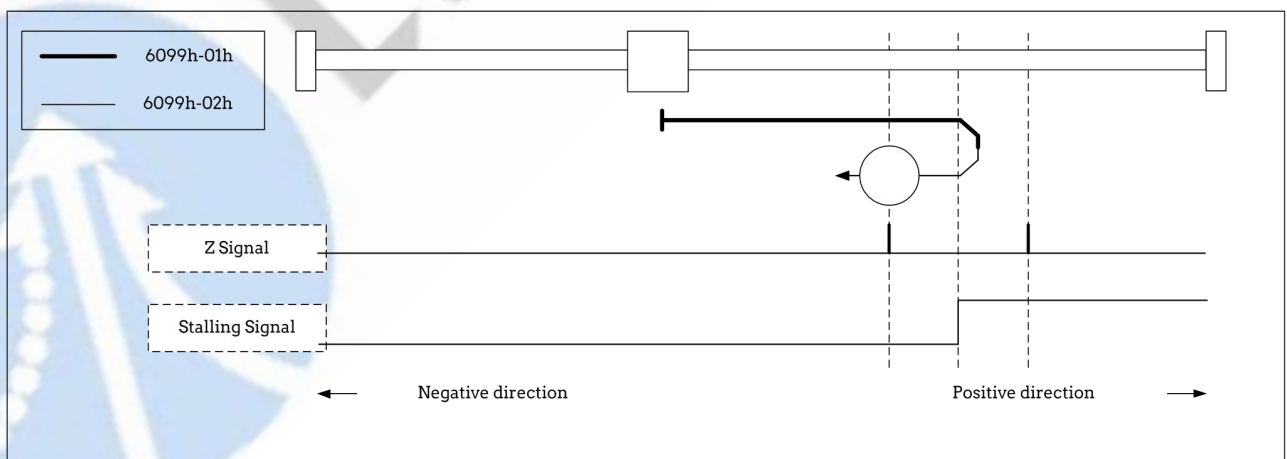 6099h-01h
6099h-02h
Z Signal
Stalling Signal
Negative direction
Positive direction